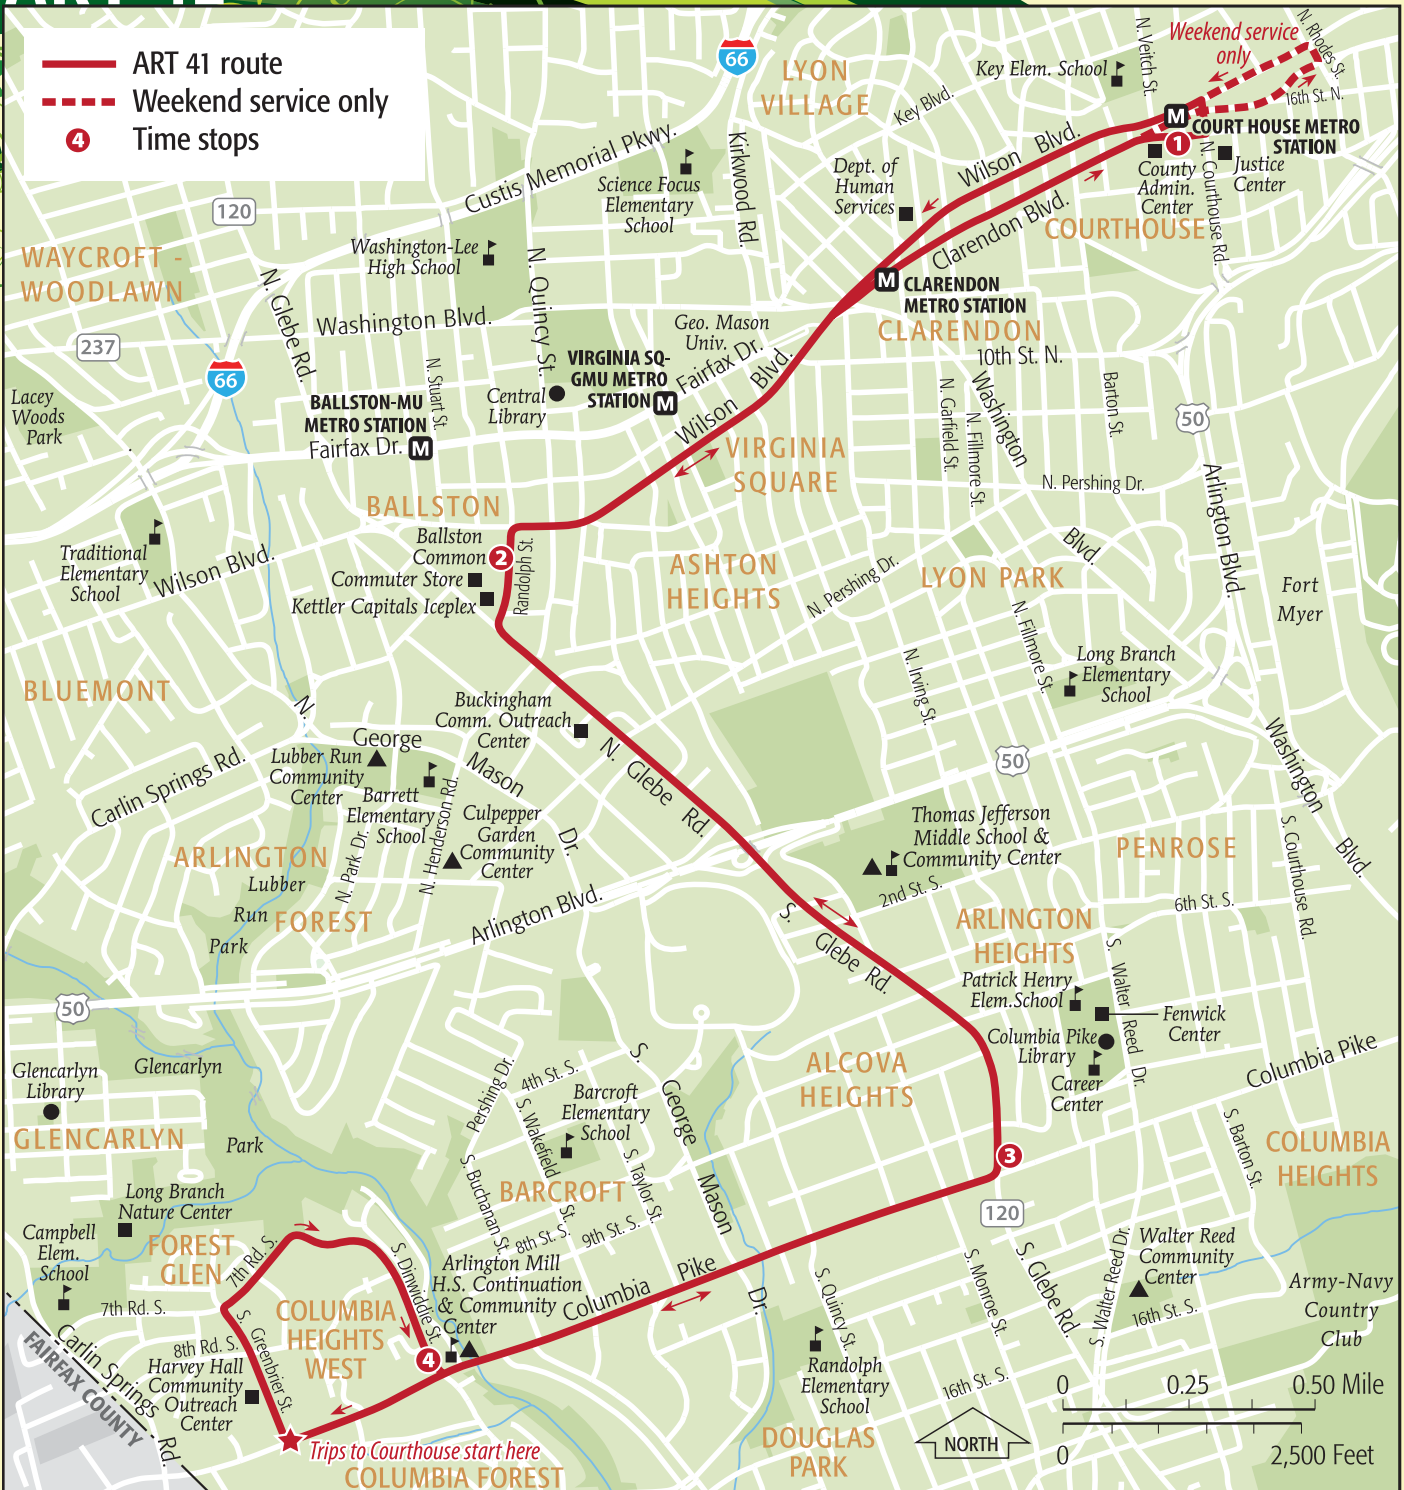 ART 41 route
Weekend service only
4 Time stops
66
LYON
VILLAGE
Key Elem. School
N. Veitch St.
Weekend service
only
N. Rhodes St.
16th St. N.
Key Blvd.
Kirkwood Rd.
Custis Memorial Pkwy.
Science Focus
Elementary
School
Dept. of
Human
Services
Wilson Blvd.
Clarendon Blvd.
M
COURT HOUSE METRO
STATION
1
County
Admin.
Center
N. Courthouse Rd.
Justice
Center
COURTHOUSE
120
WAYCROFT -
WOODLAWN
Washington-Lee
High School
N. Glebe Rd.
N. Quincy St.
Washington Blvd.
237
66
M
CLARENDON
METRO STATION
CLARENDON
10th St. N.
Geo. Mason
Univ.
Fairfax Dr.
Wilson Blvd.
VIRGINIA SQ-
GMU METRO
STATION
M
Central
Library
N. Stuart St.
BALLSTON-MU
METRO STATION
Fairfax Dr.
M
Lacey
Woods
Park
N. Garfield St.
N. Fillmore St.
Washington
Barton St.
50
Arlington Blvd.
VIRGINIA
SQUARE
N. Pershing Dr.
BALLSTON
Ballston
Common
2
Commuter Store
Kettler Capitals Iceplex
Randolph St.
Traditional
Elementary
School
Wilson Blvd.
ASHTON
HEIGHTS
N. Pershing Dr.
LYON PARK
Blvd.
Fort
Myer
N. Fillmore St.
N. Irving St.
Long Branch
Elementary
School
BLUEMONT
Buckingham
Comm. Outreach
Center
N.
George
Mason
Dr.
Lubber Run
Community
Center
Carlin Springs Rd.
Barrett
Elementary
School
N. Henderson Rd.
Culpepper
Garden
Community
Center
N. Glebe Rd.
50
Washington
Blvd.
Thomas Jefferson
Middle School &
Community Center
PENROSE
S. Courthouse Rd.
2nd St. S.
6th St. S.
ARLINGTON
FOREST
N. Park Dr.
Lubber
Run
Park
Arlington Blvd.
S. Glebe Rd.
ARLINGTON
HEIGHTS
S. Walter Reed Dr.
Patrick Henry
Elem.School
Fenwick
Center
Columbia Pike
Library
Career
Center
Columbia Pike
50
Glencarlyn
Library
Glencarlyn
Park
GLENCARLYN
Pershing Dr.
4th St. S.
S. George Mason Dr.
Barcroft
Elementary
School
ALCOVA
HEIGHTS
S. Wakefield St.
S. Buchanan St.
S. Taylor St.
BARCROFT
8th St. S.
9th St. S.
3
120
S. Barton St.
COLUMBIA
HEIGHTS
Long Branch
Nature Center
Campbell
Elem.
School
FOREST
GLEN
7th Rd. S.
7th Rd. S.
8th Rd. S.
S. Dinwiddie St.
Arlington Mill
H.S. Continuation
& Community
Center
Columbia Pike
COLUMBIA
HEIGHTS
WEST
S. Greenbrier St.
4
Harvey Hall
Community
Outreach
Center
Carlin Springs Rd.
FAIRFAX COUNTY
Trips to Courthouse start here
COLUMBIA FOREST
S. Quincy St.
Randolph
Elementary
School
S. Monroe St.
S. Glebe Rd.
S. Walter Reed Dr.
Walter Reed
Community
Center
16th St. S.
16th St. S.
Army-Navy
Country
Club
DOUGLAS
PARK
NORTH
0 0.25 0.50 Mile
0 2,500 Feet